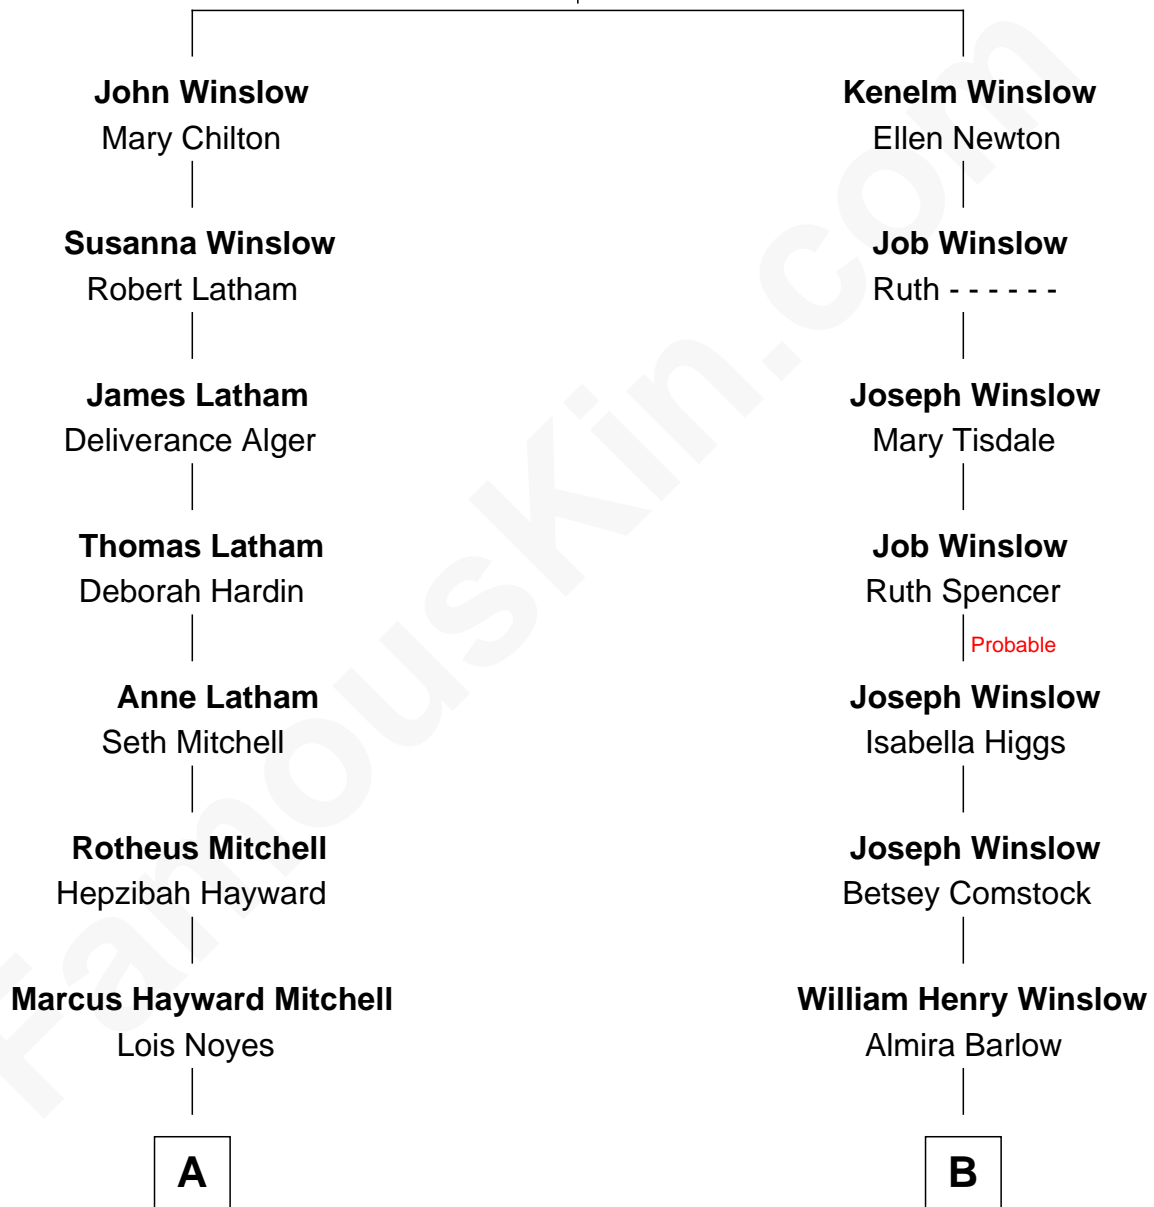 John Winslow
Mary Chilton
Kenelm Winslow
Ellen Newton
Susanna Winslow
Robert Latham
Job Winslow
Ruth - - - - - -
James Latham
Deliverance Alger
Joseph Winslow
Mary Tisdale
Thomas Latham
Deborah Hardin
Job Winslow
Ruth Spencer
Probable
Anne Latham
Seth Mitchell
Joseph Winslow
Isabella Higgs
Rotheus Mitchell
Hepzibah Hayward
Joseph Winslow
Betsey Comstock
Marcus Hayward Mitchell
Lois Noyes
William Henry Winslow
Almira Barlow
A
B
FamousKin.com